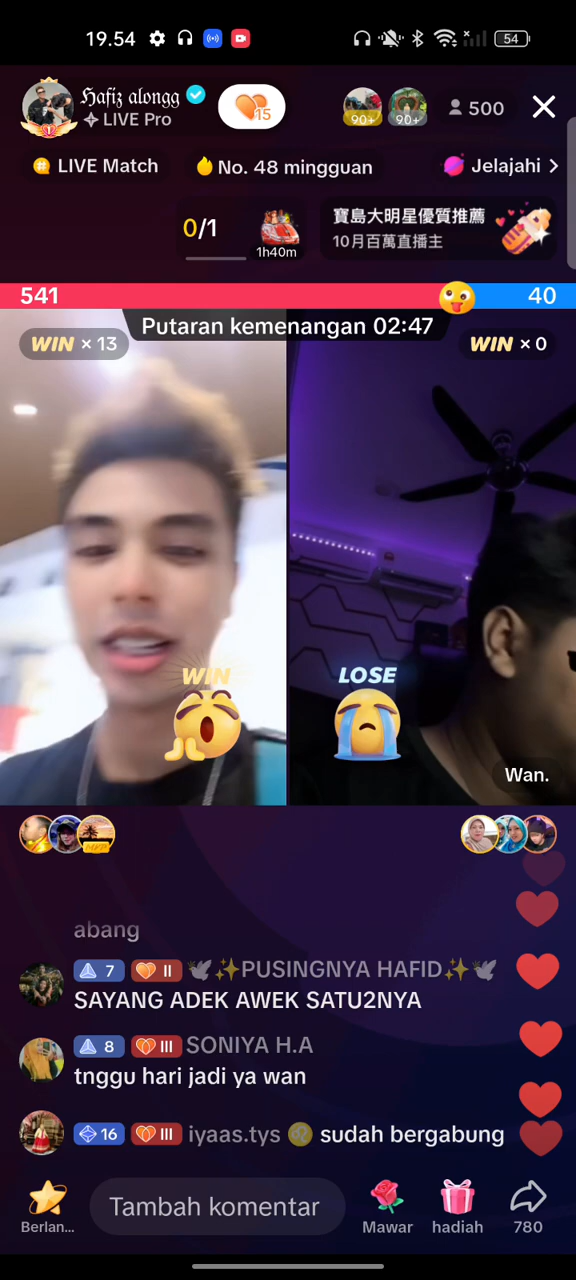 19.54
54
Hafiz alongg
LIVE Pro
15
90+
90+
500
LIVE Match
No. 48 mingguan
Jelajahi
0/1
1h40m
寶島大明星優質推薦
10月百萬直播主
541
40
Putaran kemenangan 02:47
WIN × 13
WIN × 0
WIN
LOSE
Wan.
abang
7 II 🕊✨PUSINGNYA HAFID✨🕊
SAYANG ADEK AWEK SATU2NYA
8 III SONIYA H.A
tnggu hari jadi ya wan
16 III iyaas.tys ♌ sudah bergabung
Berlan...
Tambah komentar
Mawar
hadiah
780